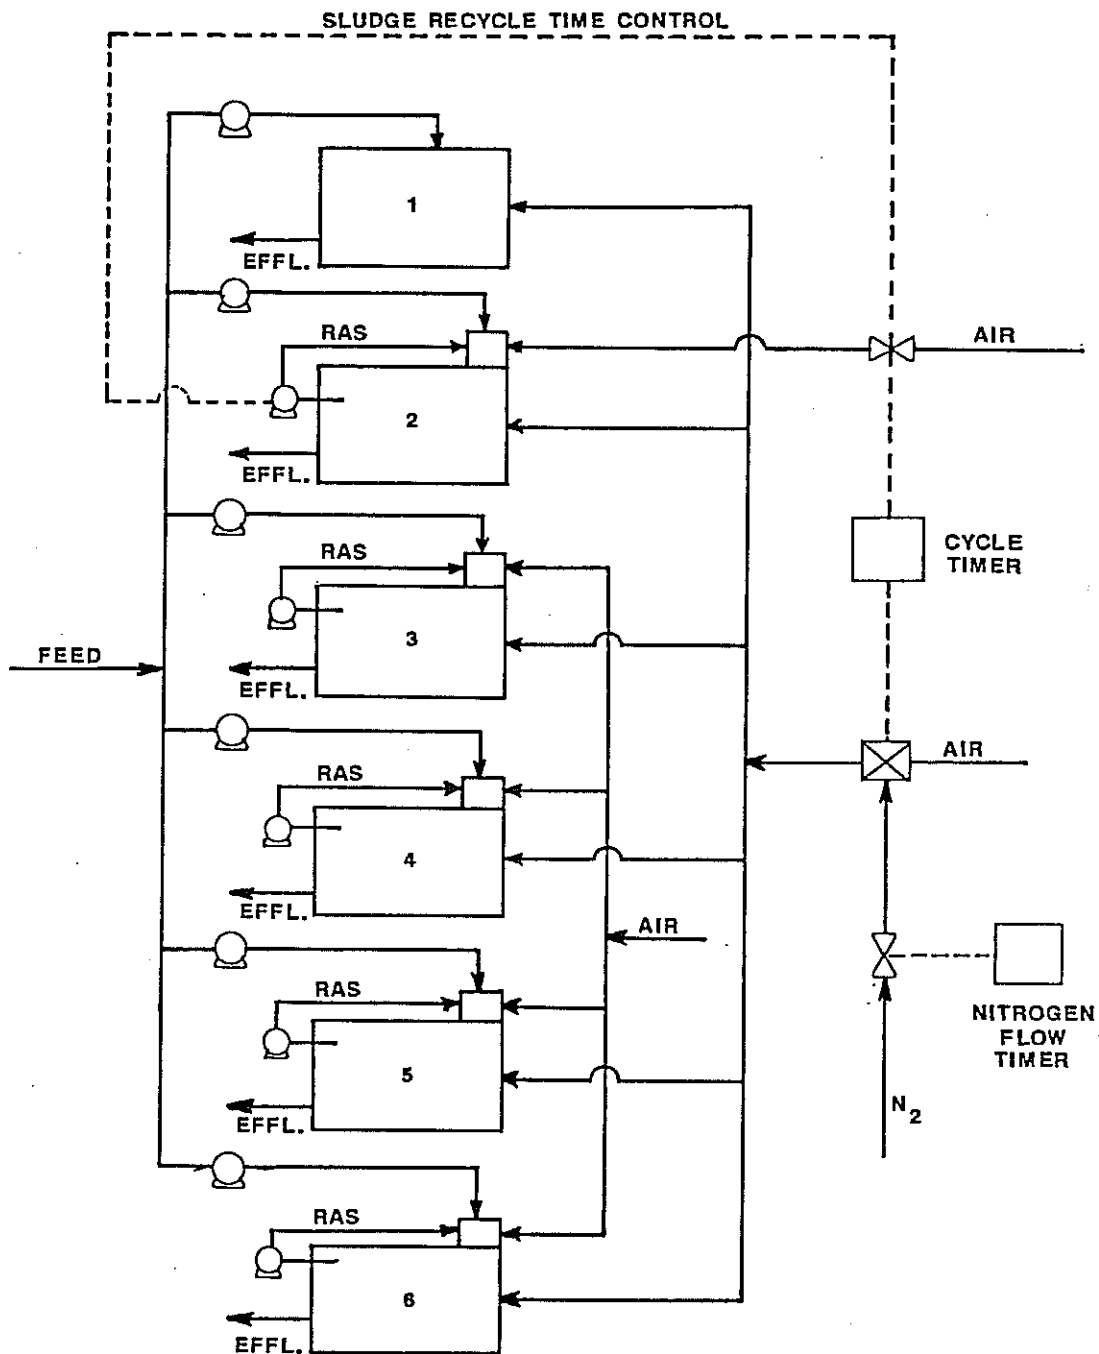 SLUDGE RECYCLE TIME CONTROL
1
EFFL.
RAS
AIR
2
EFFL.
CYCLE
TIMER
RAS
3
FEED
EFFL.
AIR
RAS
4
EFFL.
AIR
RAS
NITROGEN
FLOW
TIMER
5
N2
EFFL.
RAS
6
EFFL.